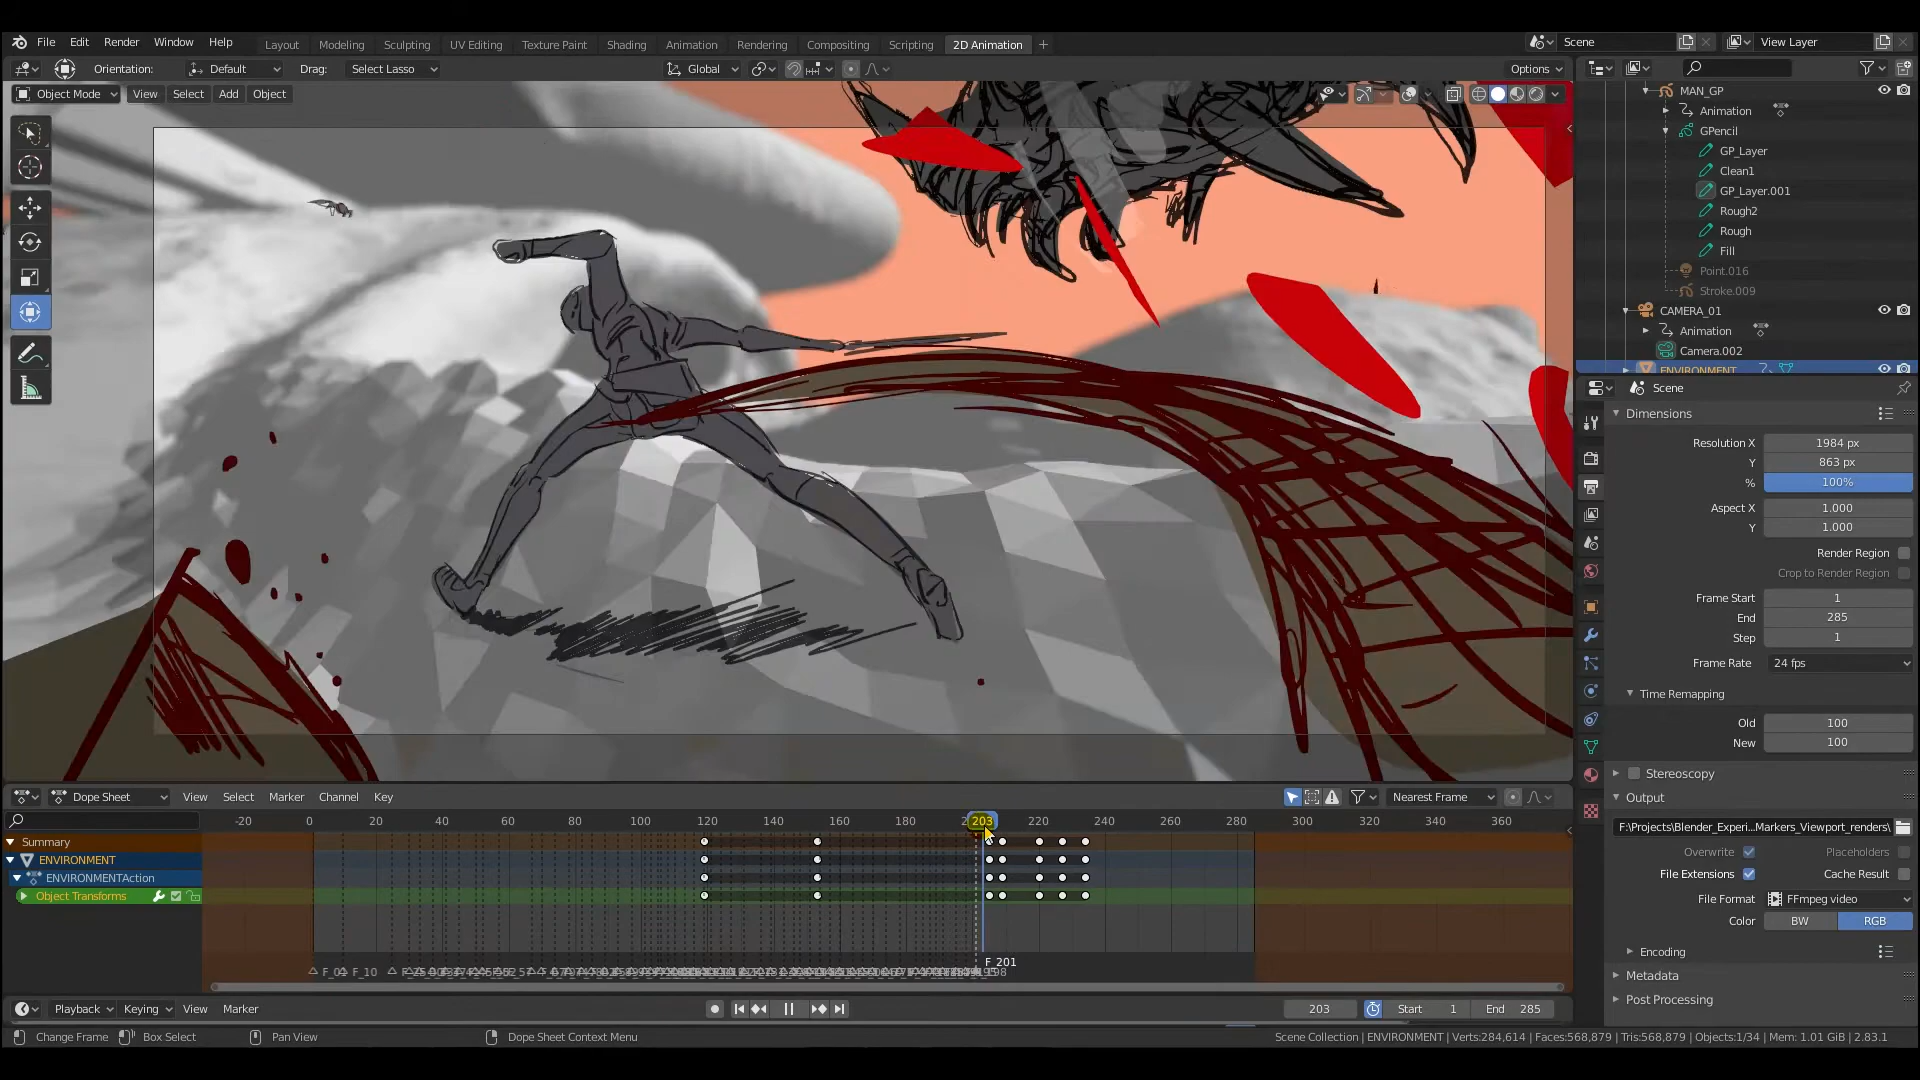 File Edit Render Window Help Layout Modeling Sculpting UV Editing Texture Paint Shading Animation Rendering Compositing Scripting 2D Animation + Scene View Layer
Orientation: Default Drag: Select Lasso Global Options
Object Mode View Select Add Object
MAN_GP
Animation
GPencil
GP_Layer
Clean1
GP_Layer.001
Rough2
Rough
Fill
Point.016
Stroke.009
CAMERA_01
Animation
Camera.002
ENVIRONMENT
Scene
Dimensions
Resolution X 1984 px
Y 863 px
% 100%
Aspect X 1.000
Y 1.000
Render Region
Crop to Render Region
Frame Start 1
End 285
Step 1
Frame Rate 24 fps
Time Remapping
Old 100
New 100
Stereoscopy
Output
F:\Projects\Blender_Experi...Markers_Viewport_renders\
Overwrite Placeholders
File Extensions Cache Result
File Format FFmpeg video
Color BW RGB
Encoding
Metadata
Post Processing
Dope Sheet View Select Marker Channel Key Nearest Frame
-20 0 20 40 60 80 100 120 140 160 180 203 220 240 260 280 300 320 340 360
Summary
ENVIRONMENT
ENVIRONMENTAction
Object Transforms
F_201
F_01 F_10
Playback Keying View Marker 203 Start 1 End 285
Change Frame Box Select Pan View Dope Sheet Context Menu Scene Collection | ENVIRONMENT | Verts:284,614 | Faces:568,879 | Tris:568,879 | Objects:1/34 | Mem: 1.01 GiB | 2.83.1